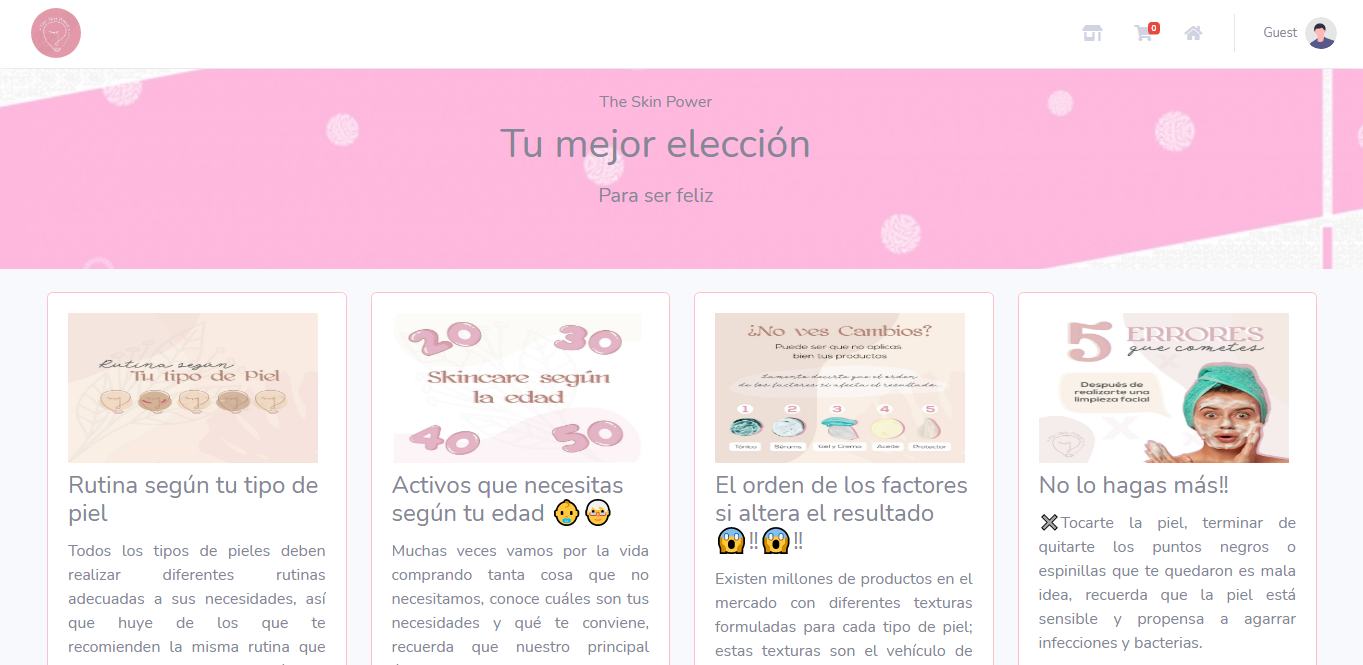 0
Guest
The Skin Power
Tu mejor elección
Para ser feliz
Rutina según
Tu tipo de Piel
Rutina según tu tipo de
piel
Todos los tipos de pieles deben
realizar diferentes rutinas
adecuadas a sus necesidades, así
que huye de los que te
recomienden la misma rutina que
20
30
Skincare según
la edad
40
50
Activos que necesitas
según tu edad 👶👵
Muchas veces vamos por la vida
comprando tanta cosa que no
necesitamos, conoce cuáles son tus
necesidades y qué te conviene,
recuerda que nuestro principal
¿No ves Cambios?
Puede ser que no aplicas
bien tus productos
Lamento decirte que el orden
de los factores si afecta el resultado
1 2 3 4 5
Tónico Sérums Gel y Crema Aceite Protector
El orden de los factores
si altera el resultado
😱‼😱‼
Existen millones de productos en el
mercado con diferentes texturas
formuladas para cada tipo de piel;
estas texturas son el vehículo de
5 ERRORES
que cometes
Después de
realizarte una
limpieza facial
No lo hagas más!!
✖Tocarte la piel, terminar de
quitarte los puntos negros o
espinillas que te quedaron es mala
idea, recuerda que la piel está
sensible y propensa a agarrar
infecciones y bacterias.